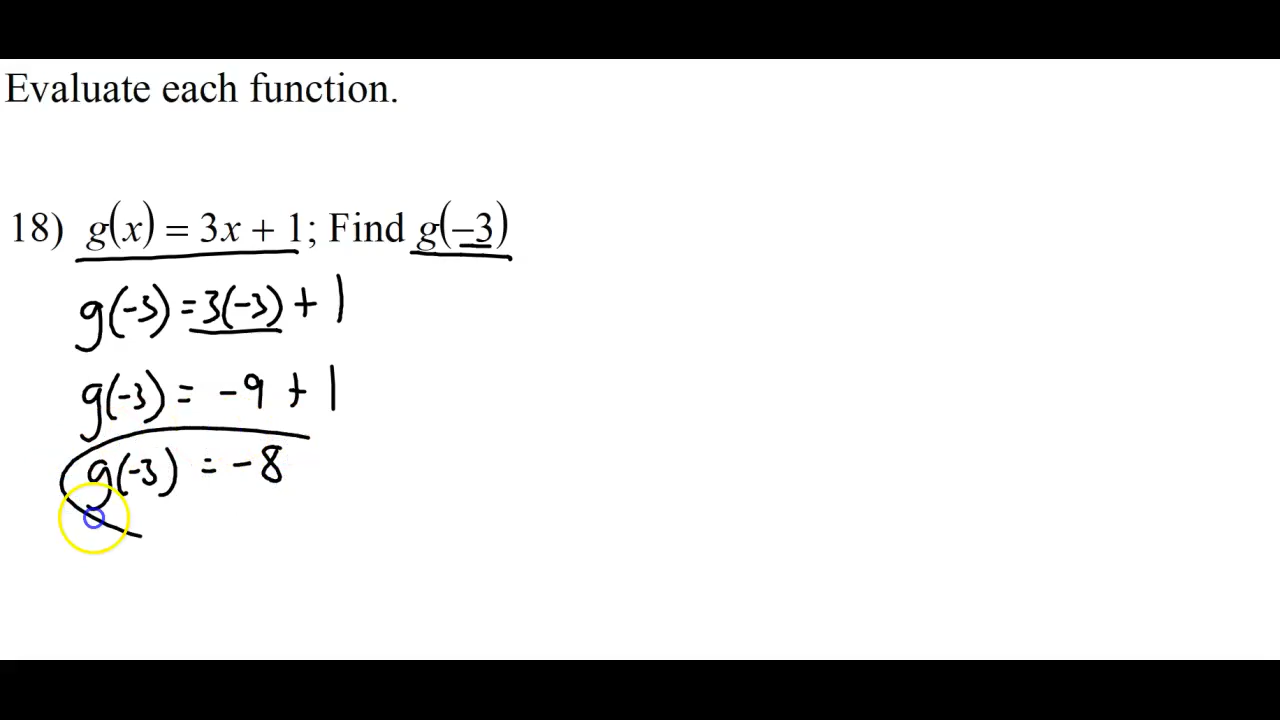 Evaluate each function.
18) g(x) = 3x + 1; Find g(−3)
g(-3) = 3(-3) + 1
g(-3) = -9 + 1
g(-3) = -8